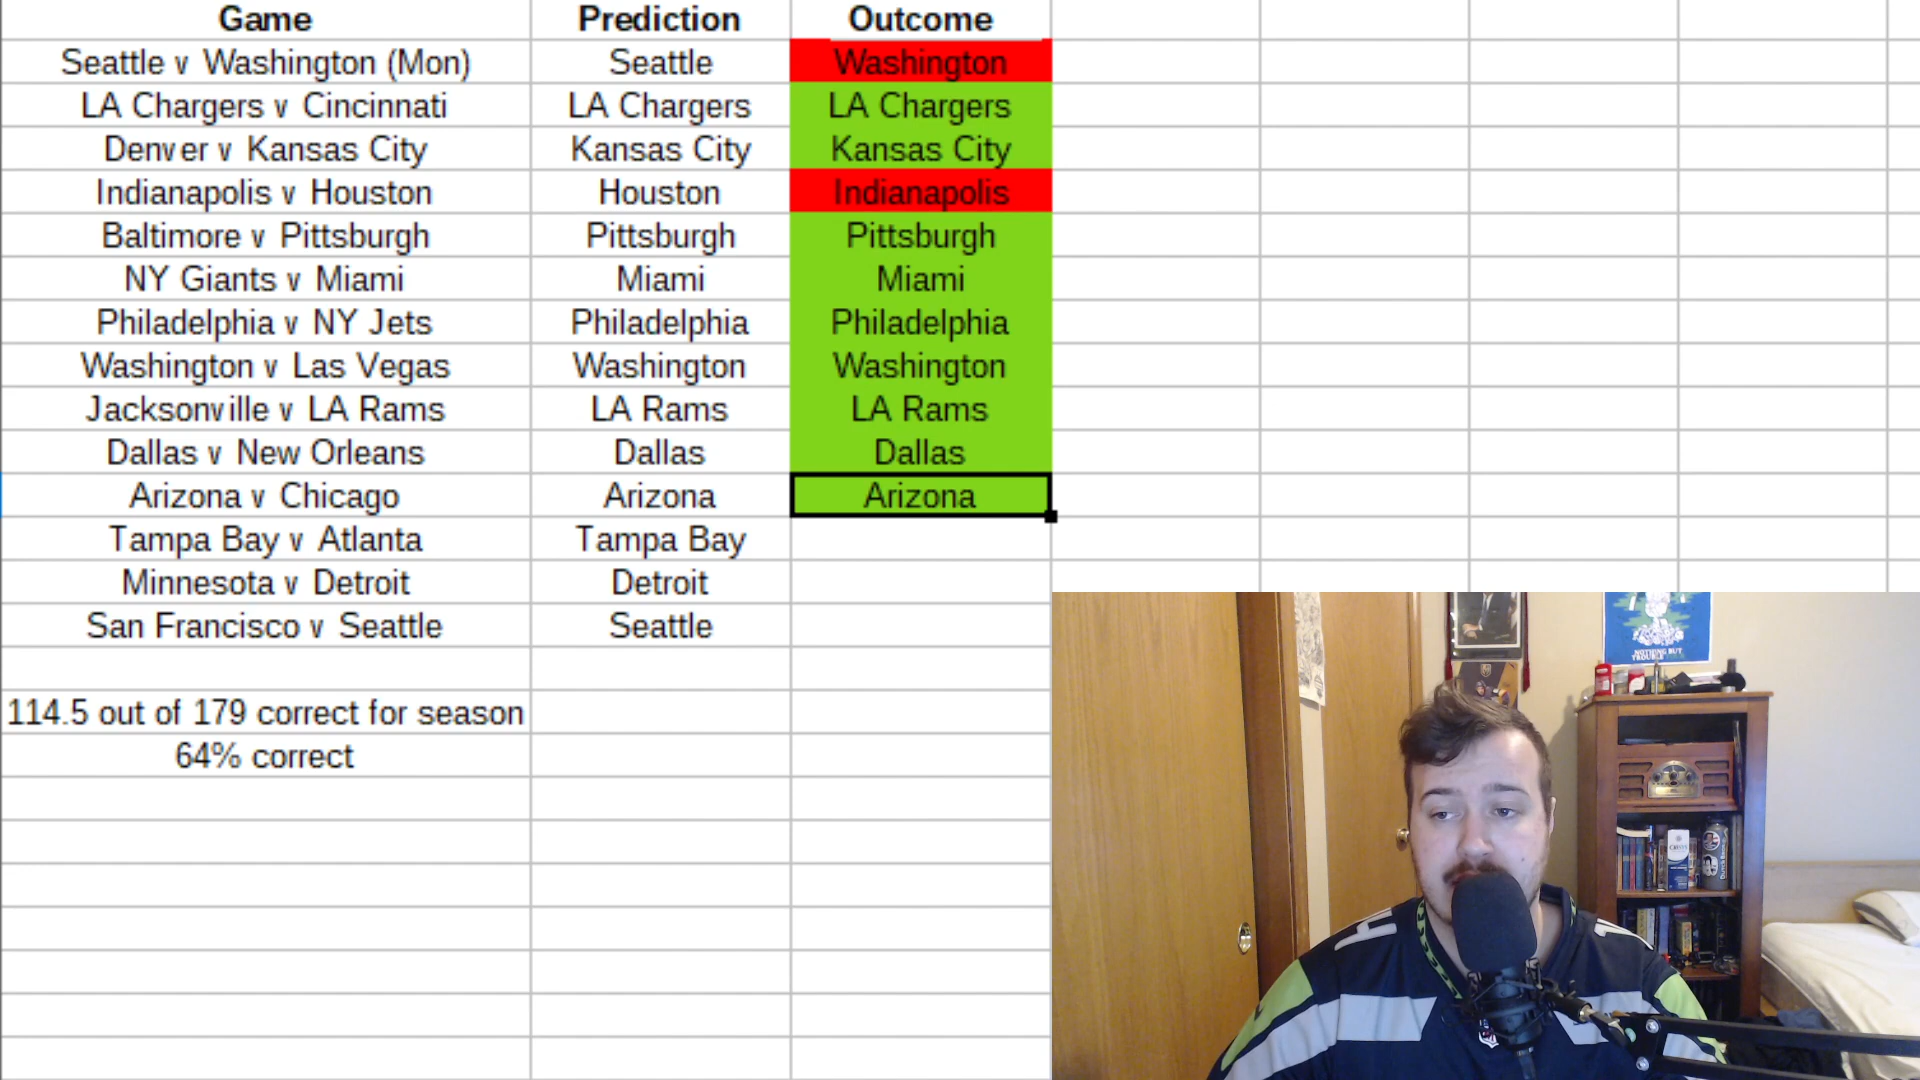 Game Prediction Outcome
Seattle v Washington (Mon) Seattle Washington
LA Chargers v Cincinnati LA Chargers LA Chargers
Denver v Kansas City Kansas City Kansas City
Indianapolis v Houston Houston Indianapolis
Baltimore v Pittsburgh Pittsburgh Pittsburgh
NY Giants v Miami Miami Miami
Philadelphia v NY Jets Philadelphia Philadelphia
Washington v Las Vegas Washington Washington
Jacksonville v LA Rams LA Rams LA Rams
Dallas v New Orleans Dallas Dallas
Arizona v Chicago Arizona Arizona
Tampa Bay v Atlanta Tampa Bay
Minnesota v Detroit Detroit
San Francisco v Seattle Seattle
114.5 out of 179 correct for season
64% correct
NOTHING BUT
TROUBLE